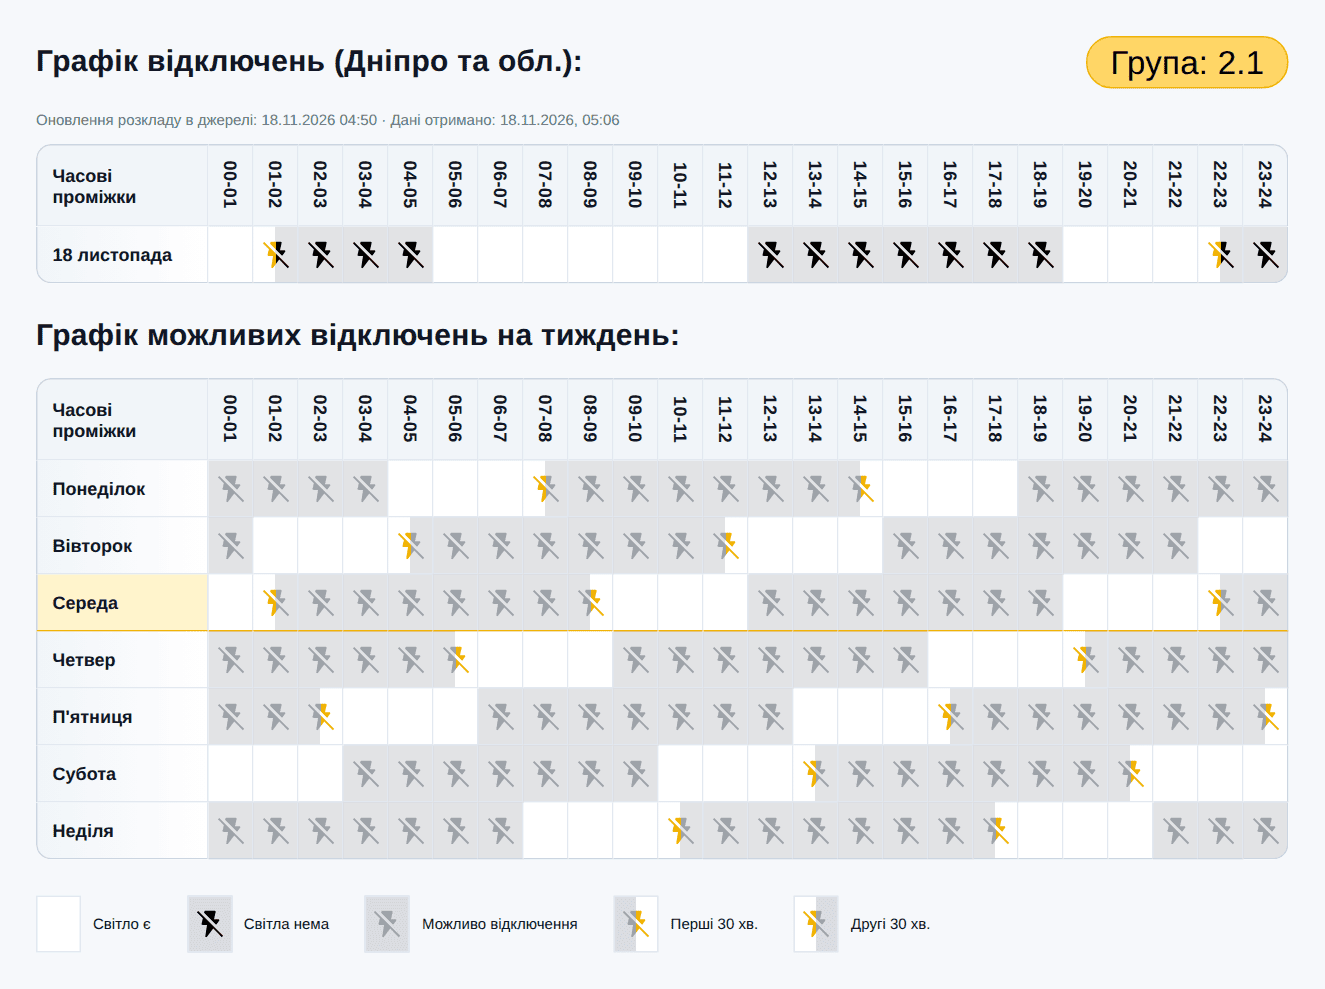 Графік відключень (Дніпро та обл.):
Група: 2.1
Оновлення розкладу в джерелі: 18.11.2026 04:50 · Дані отримано: 18.11.2026, 05:06
Часові проміжки 00-01 01-02 02-03 03-04 04-05 05-06 06-07 07-08 08-09 09-10 10-11 11-12 12-13 13-14 14-15 15-16 16-17 17-18 18-19 19-20 20-21 21-22 22-23 23-24
18 листопада
Графік можливих відключень на тиждень:
Часові проміжки 00-01 01-02 02-03 03-04 04-05 05-06 06-07 07-08 08-09 09-10 10-11 11-12 12-13 13-14 14-15 15-16 16-17 17-18 18-19 19-20 20-21 21-22 22-23 23-24
Понеділок
Вівторок
Середа
Четвер
П'ятниця
Субота
Неділя
Світло є Світла нема Можливо відключення Перші 30 хв. Другі 30 хв.